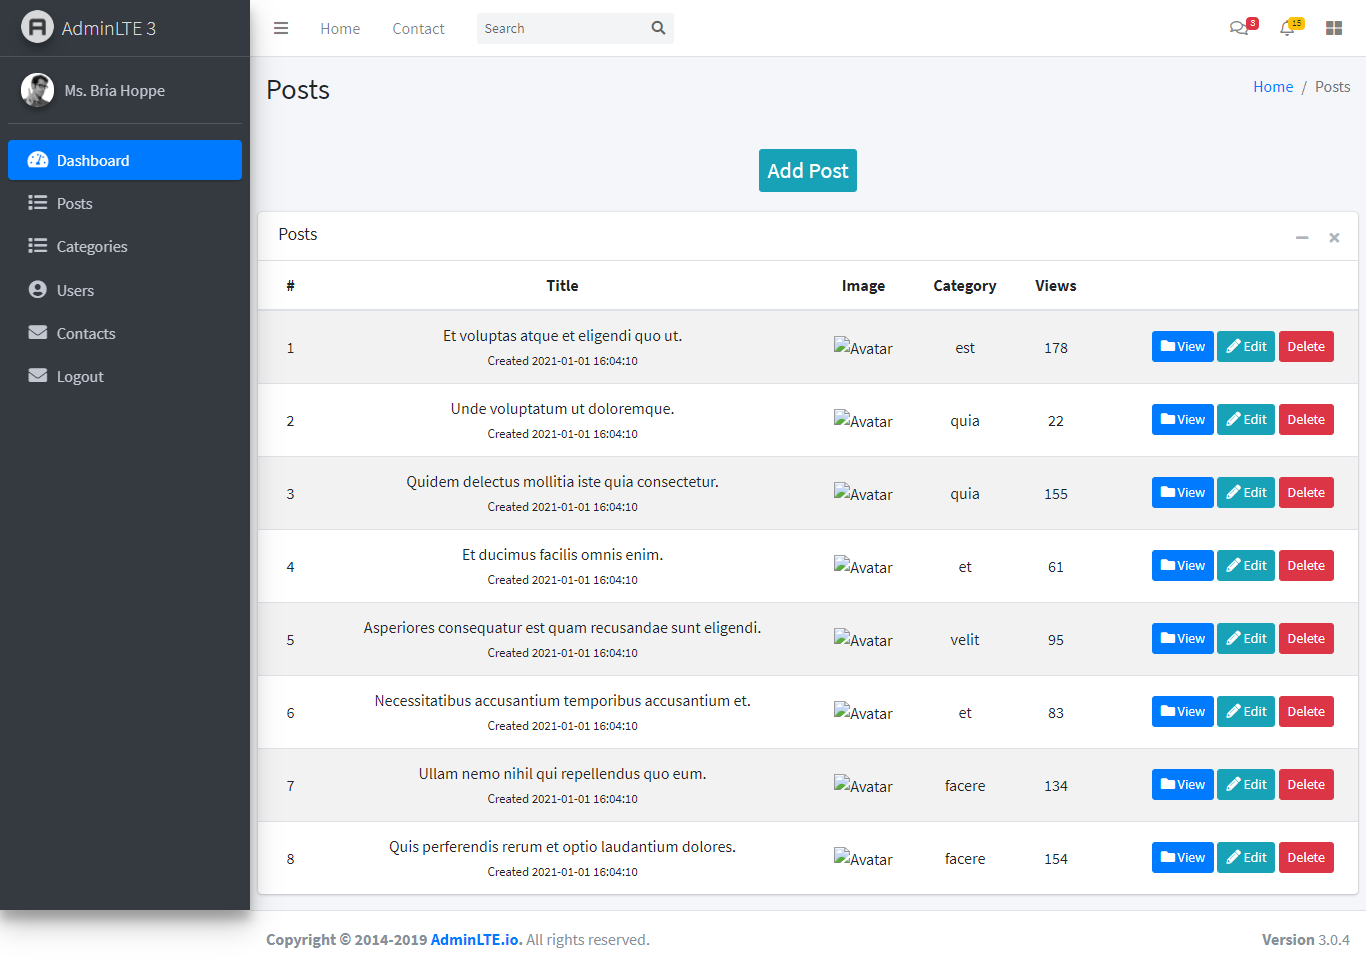 AdminLTE 3
Home Contact Search 3 15
Ms. Bria Hoppe
Dashboard
Posts
Categories
Users
Contacts
Logout
Posts
Home / Posts
Add Post
Posts
# Title Image Category Views
1 Et voluptas atque et eligendi quo ut. Avatar est 178 View Edit Delete
Created 2021-01-01 16:04:10
2 Unde voluptatum ut doloremque. Avatar quia 22 View Edit Delete
Created 2021-01-01 16:04:10
3 Quidem delectus mollitia iste quia consectetur. Avatar quia 155 View Edit Delete
Created 2021-01-01 16:04:10
4 Et ducimus facilis omnis enim. Avatar et 61 View Edit Delete
Created 2021-01-01 16:04:10
5 Asperiores consequatur est quam recusandae sunt eligendi. Avatar velit 95 View Edit Delete
Created 2021-01-01 16:04:10
6 Necessitatibus accusantium temporibus accusantium et. Avatar et 83 View Edit Delete
Created 2021-01-01 16:04:10
7 Ullam nemo nihil qui repellendus quo eum. Avatar facere 134 View Edit Delete
Created 2021-01-01 16:04:10
8 Quis perferendis rerum et optio laudantium dolores. Avatar facere 154 View Edit Delete
Created 2021-01-01 16:04:10
Copyright © 2014-2019 AdminLTE.io. All rights reserved.
Version 3.0.4